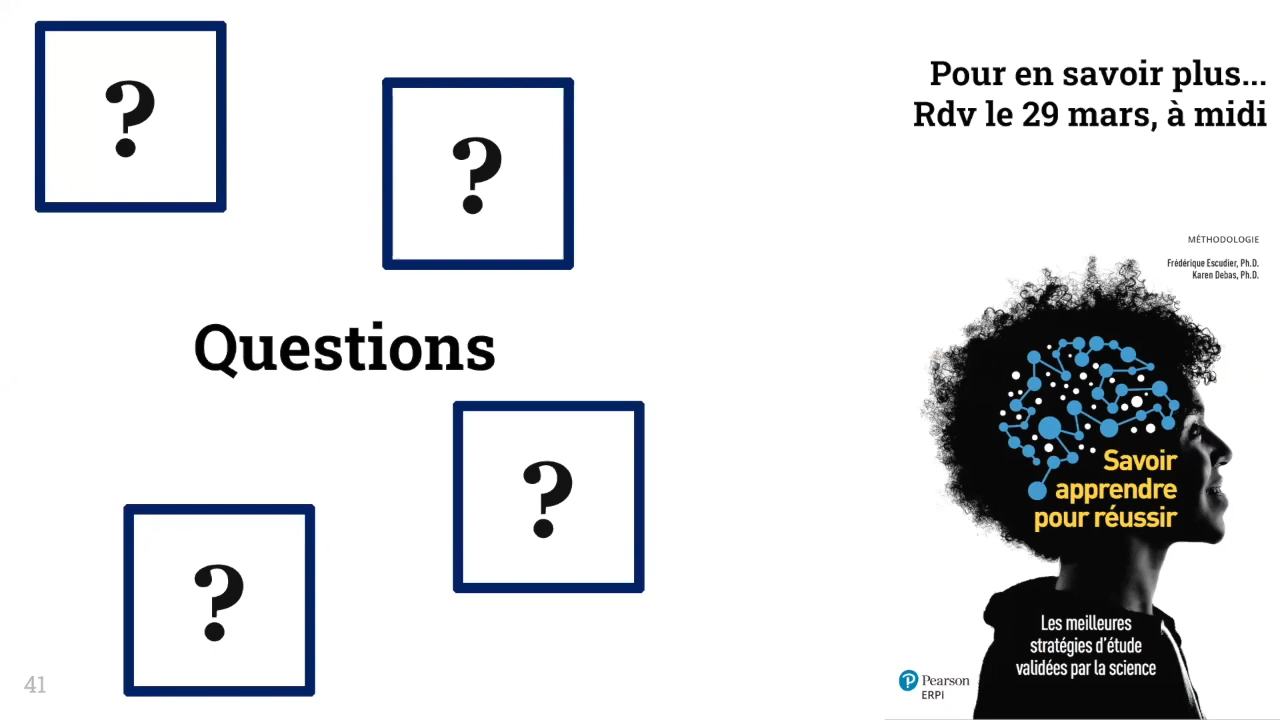 ?
?
Questions
?
?
41
Pour en savoir plus...
Rdv le 29 mars, à midi
MÉTHODOLOGIE
Frédérique Escudier, Ph.D.
Karen Debas, Ph.D.
Savoir
apprendre
pour réussir
Les meilleures
stratégies d'étude
validées par la science
Pearson
ERPI